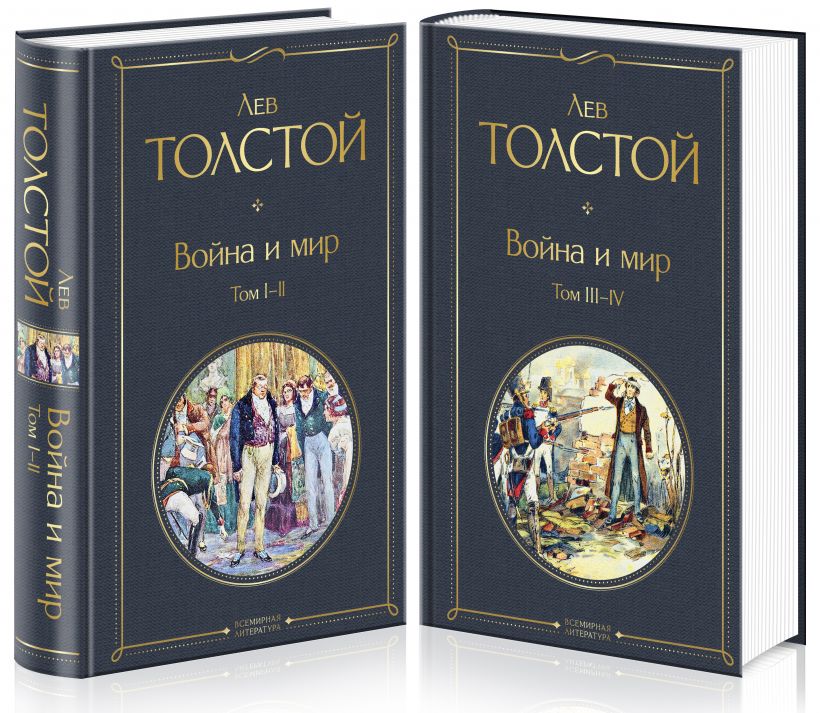 Лев
ТОЛСТОЙ
Война и мир
Том I–II
Лев
ТОЛСТОЙ
Война и мир
Том I–II
ВСЕМИРНАЯ
ЛИТЕРАТУРА
Лев
ТОЛСТОЙ
Война и мир
Том III–IV
ВСЕМИРНАЯ
ЛИТЕРАТУРА